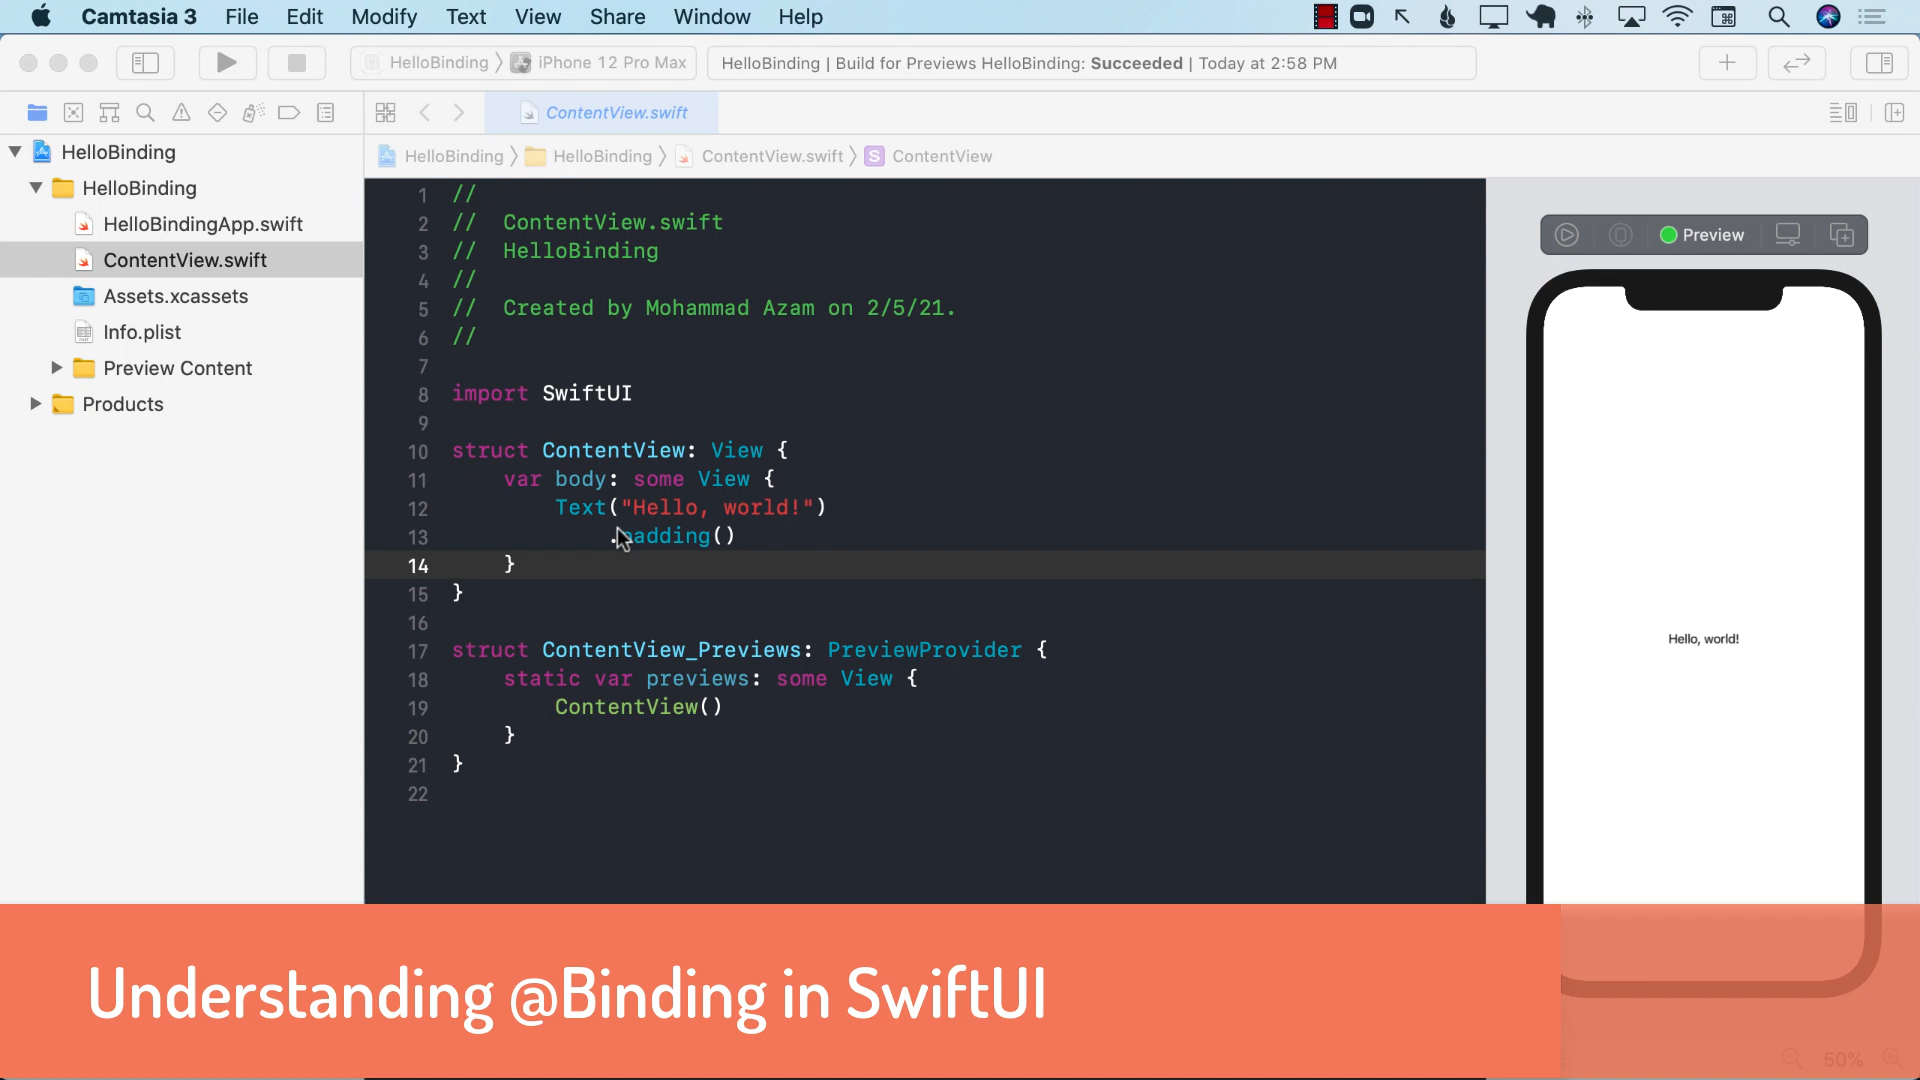 Camtasia 3 File Edit Modify Text View Share Window Help
HelloBinding iPhone 12 Pro Max
HelloBinding | Build for Previews HelloBinding: Succeeded | Today at 2:58 PM
ContentView.swift
HelloBinding HelloBinding ContentView.swift S ContentView
HelloBinding
HelloBinding
HelloBindingApp.swift
ContentView.swift
Assets.xcassets
Info.plist
Preview Content
Products
1 //
2 // ContentView.swift
3 // HelloBinding
4 //
5 // Created by Mohammad Azam on 2/5/21.
6 //
7
8 import SwiftUI
9
10 struct ContentView: View {
11 var body: some View {
12 Text("Hello, world!")
13 .padding()
14 }
15 }
16
17 struct ContentView_Previews: PreviewProvider {
18 static var previews: some View {
19 ContentView()
20 }
21 }
22
Preview
Hello, world!
Understanding @Binding in SwiftUI
50%